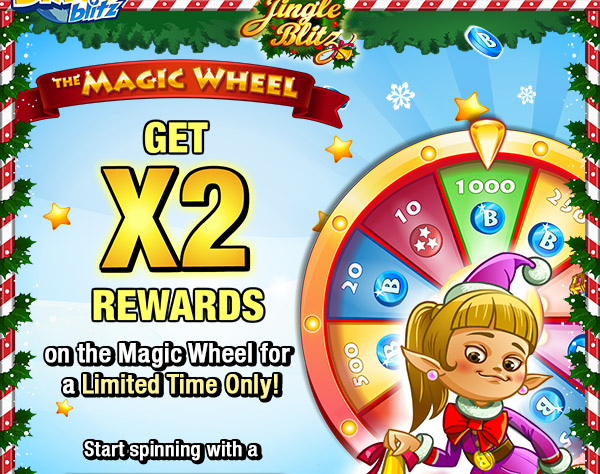 blitz
Jingle
Blitz
THE MAGIC WHEEL
GET
X2
REWARDS
on the Magic Wheel for
a Limited Time Only!
Start spinning with a
20
10
1000
B
B
B
500